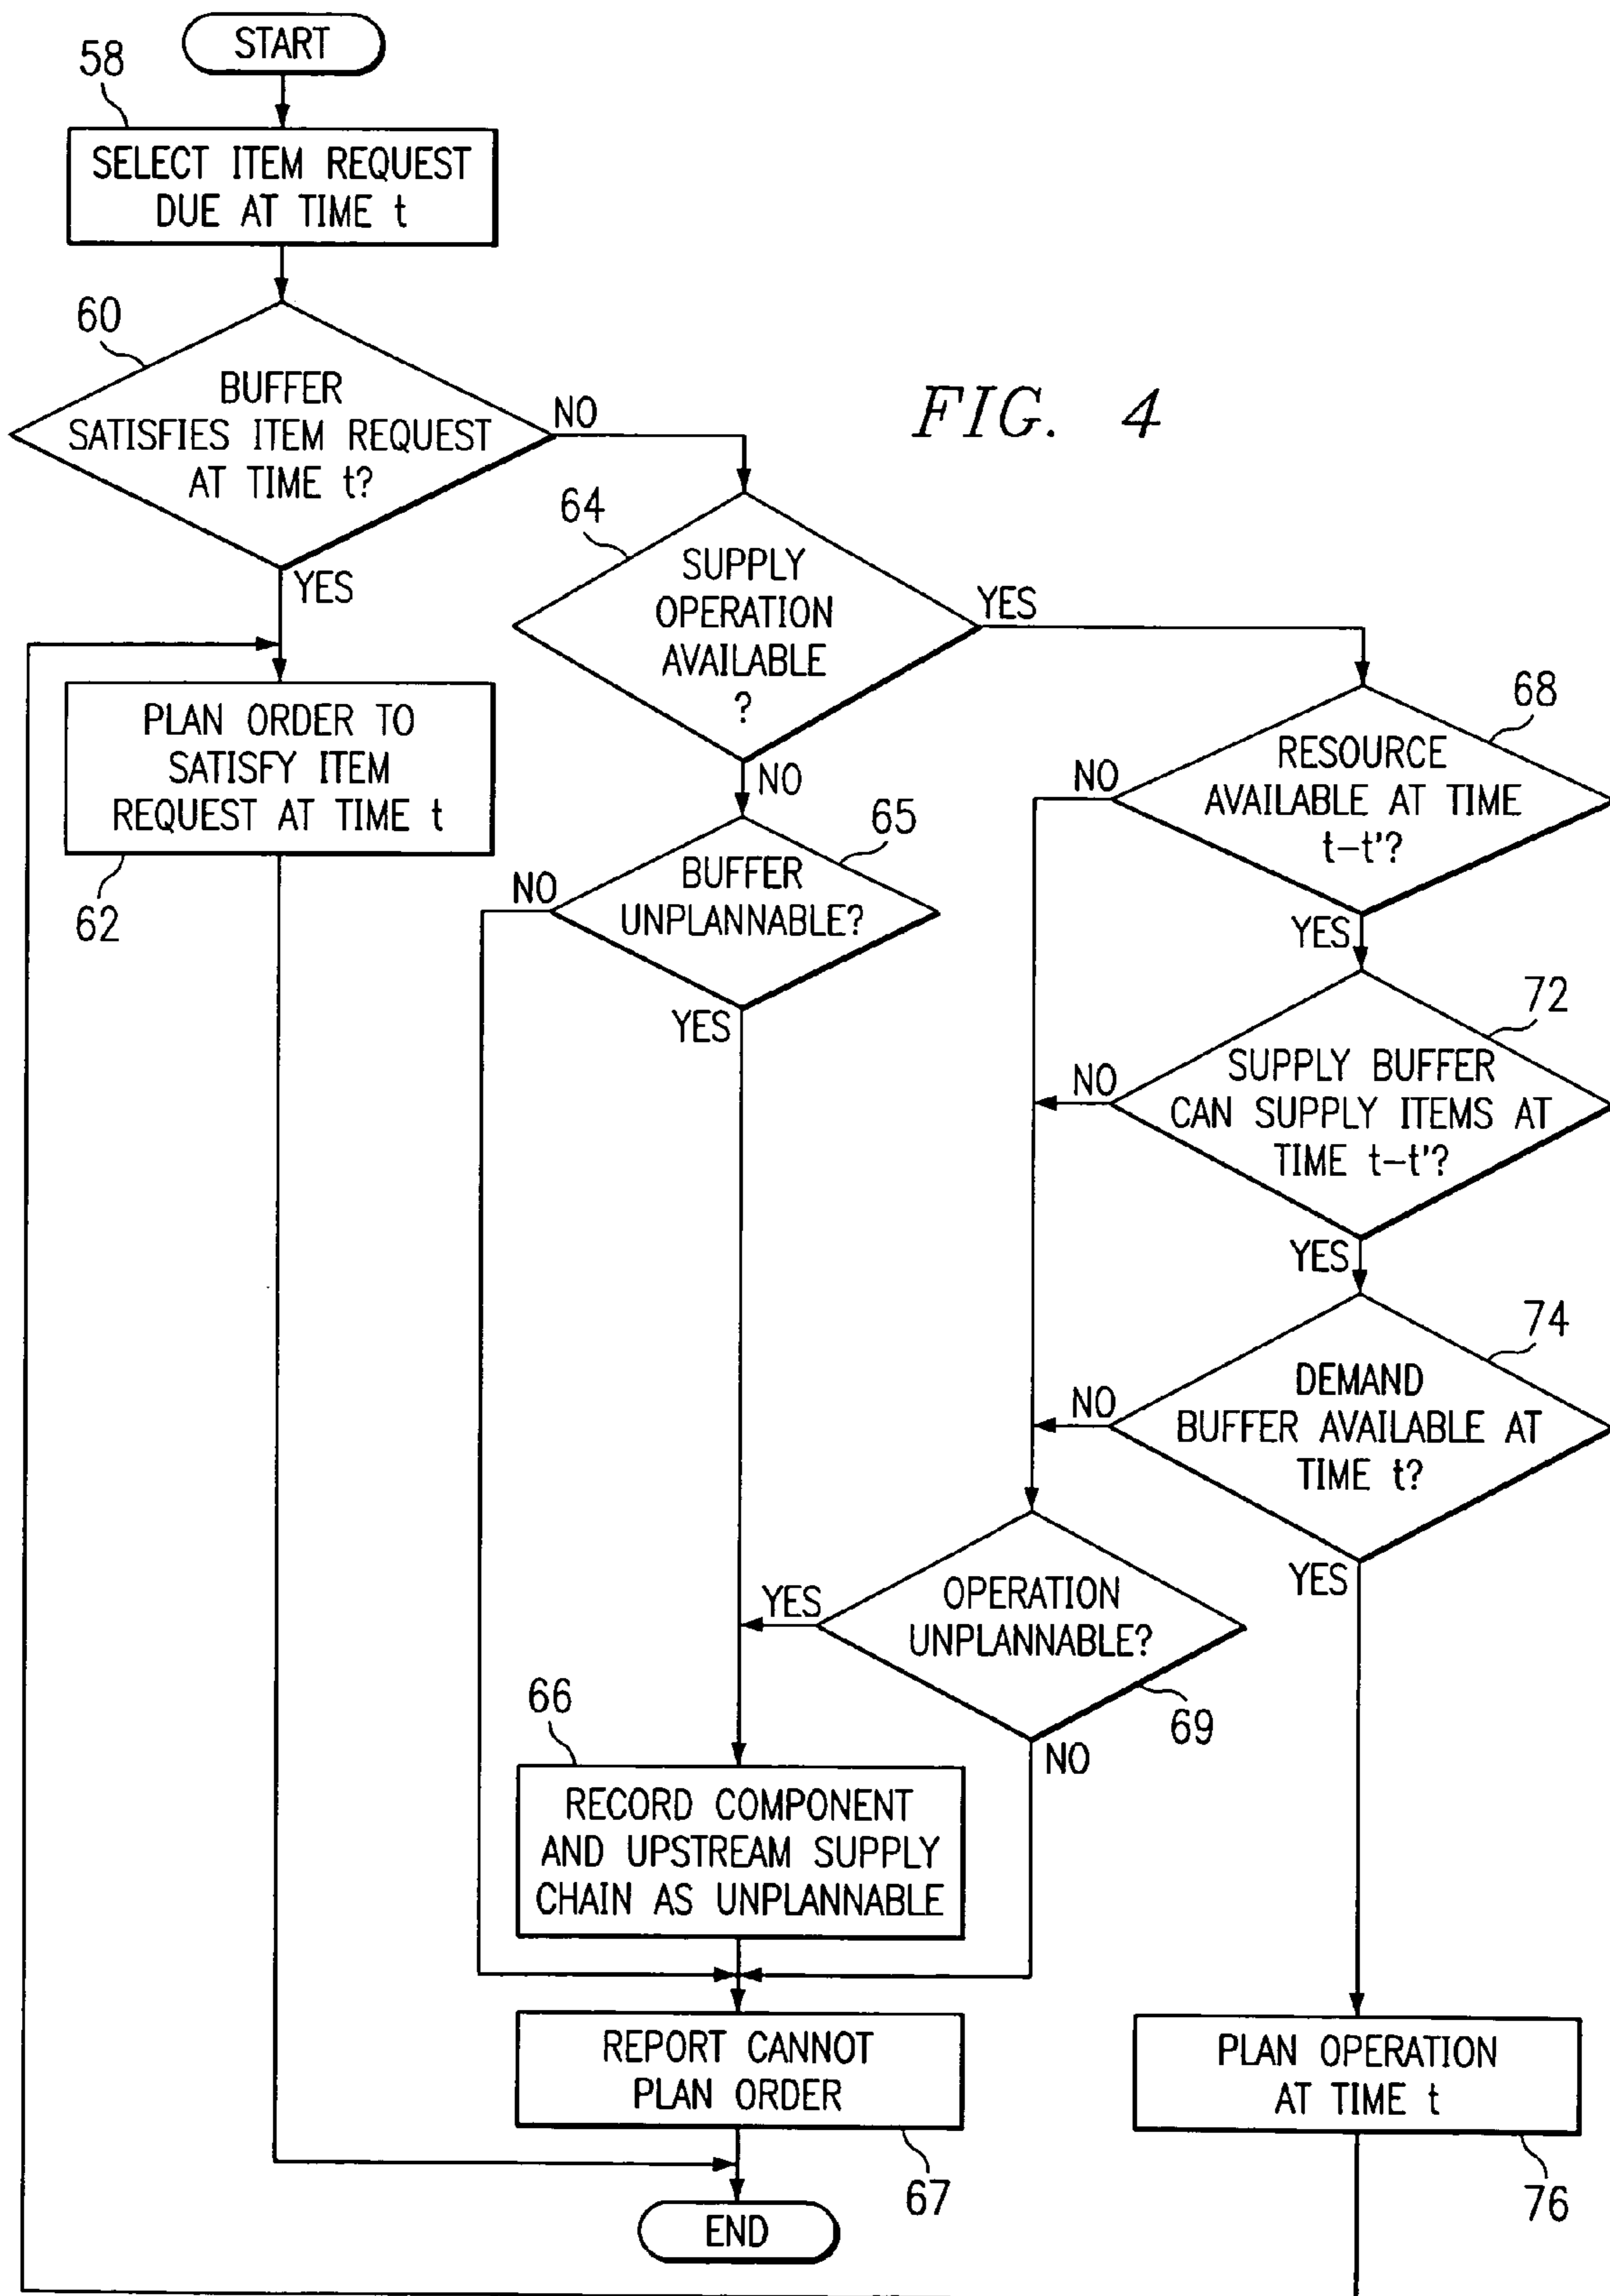 START
58
SELECT ITEM REQUEST
DUE AT TIME t
60
BUFFER
SATISFIES ITEM REQUEST
AT TIME t?
NO
YES
FIG. 4
64
SUPPLY
OPERATION
AVAILABLE
?
YES
NO
PLAN ORDER TO
SATISFY ITEM
REQUEST AT TIME t
62
65
BUFFER
UNPLANNABLE?
NO
YES
68
RESOURCE
AVAILABLE AT TIME
t-t'?
NO
YES
72
SUPPLY BUFFER
CAN SUPPLY ITEMS AT
TIME t-t'?
NO
YES
74
DEMAND
BUFFER AVAILABLE AT
TIME t?
NO
YES
OPERATION
UNPLANNABLE?
YES
69
NO
66
RECORD COMPONENT
AND UPSTREAM SUPPLY
CHAIN AS UNPLANNABLE
REPORT CANNOT
PLAN ORDER
67
PLAN OPERATION
AT TIME t
76
END